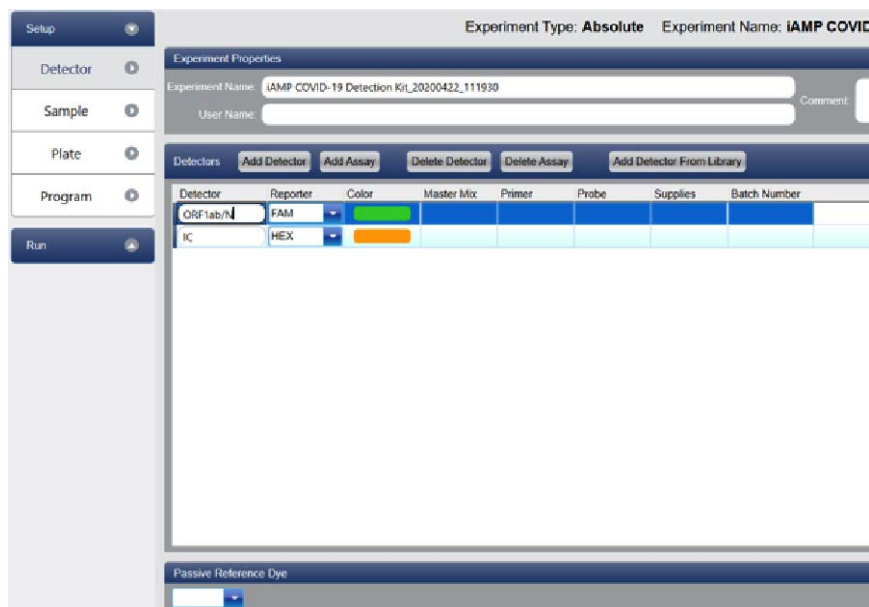 Setup
Experiment Type: Absolute Experiment Name: iAMP COVID
Detector
Sample
Plate
Program
Run
Experiment Properties
Experiment Name: iAMP COVID-19 Detection Kit_20200422_111930
User Name:
Comment:
Detectors Add Detector Add Assay Delete Detector Delete Assay Add Detector From Library
Detector Reporter Color Master Mix Primer Probe Supplies Batch Number
ORF1ab/N FAM
IC HEX
Passive Reference Dye